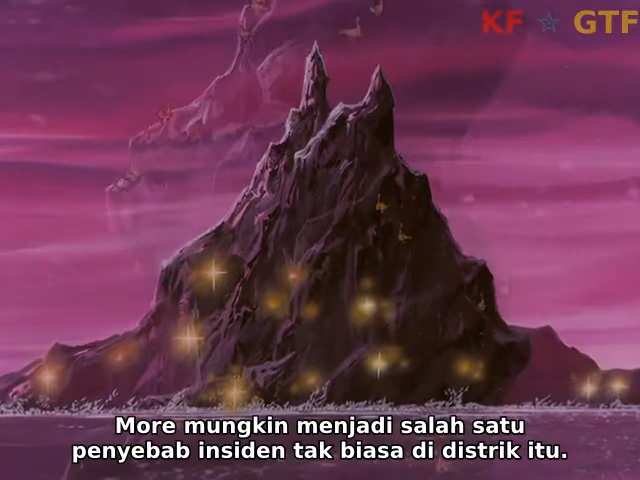 KF ☆ GTF
More mungkin menjadi salah satu
penyebab insiden tak biasa di distrik itu.